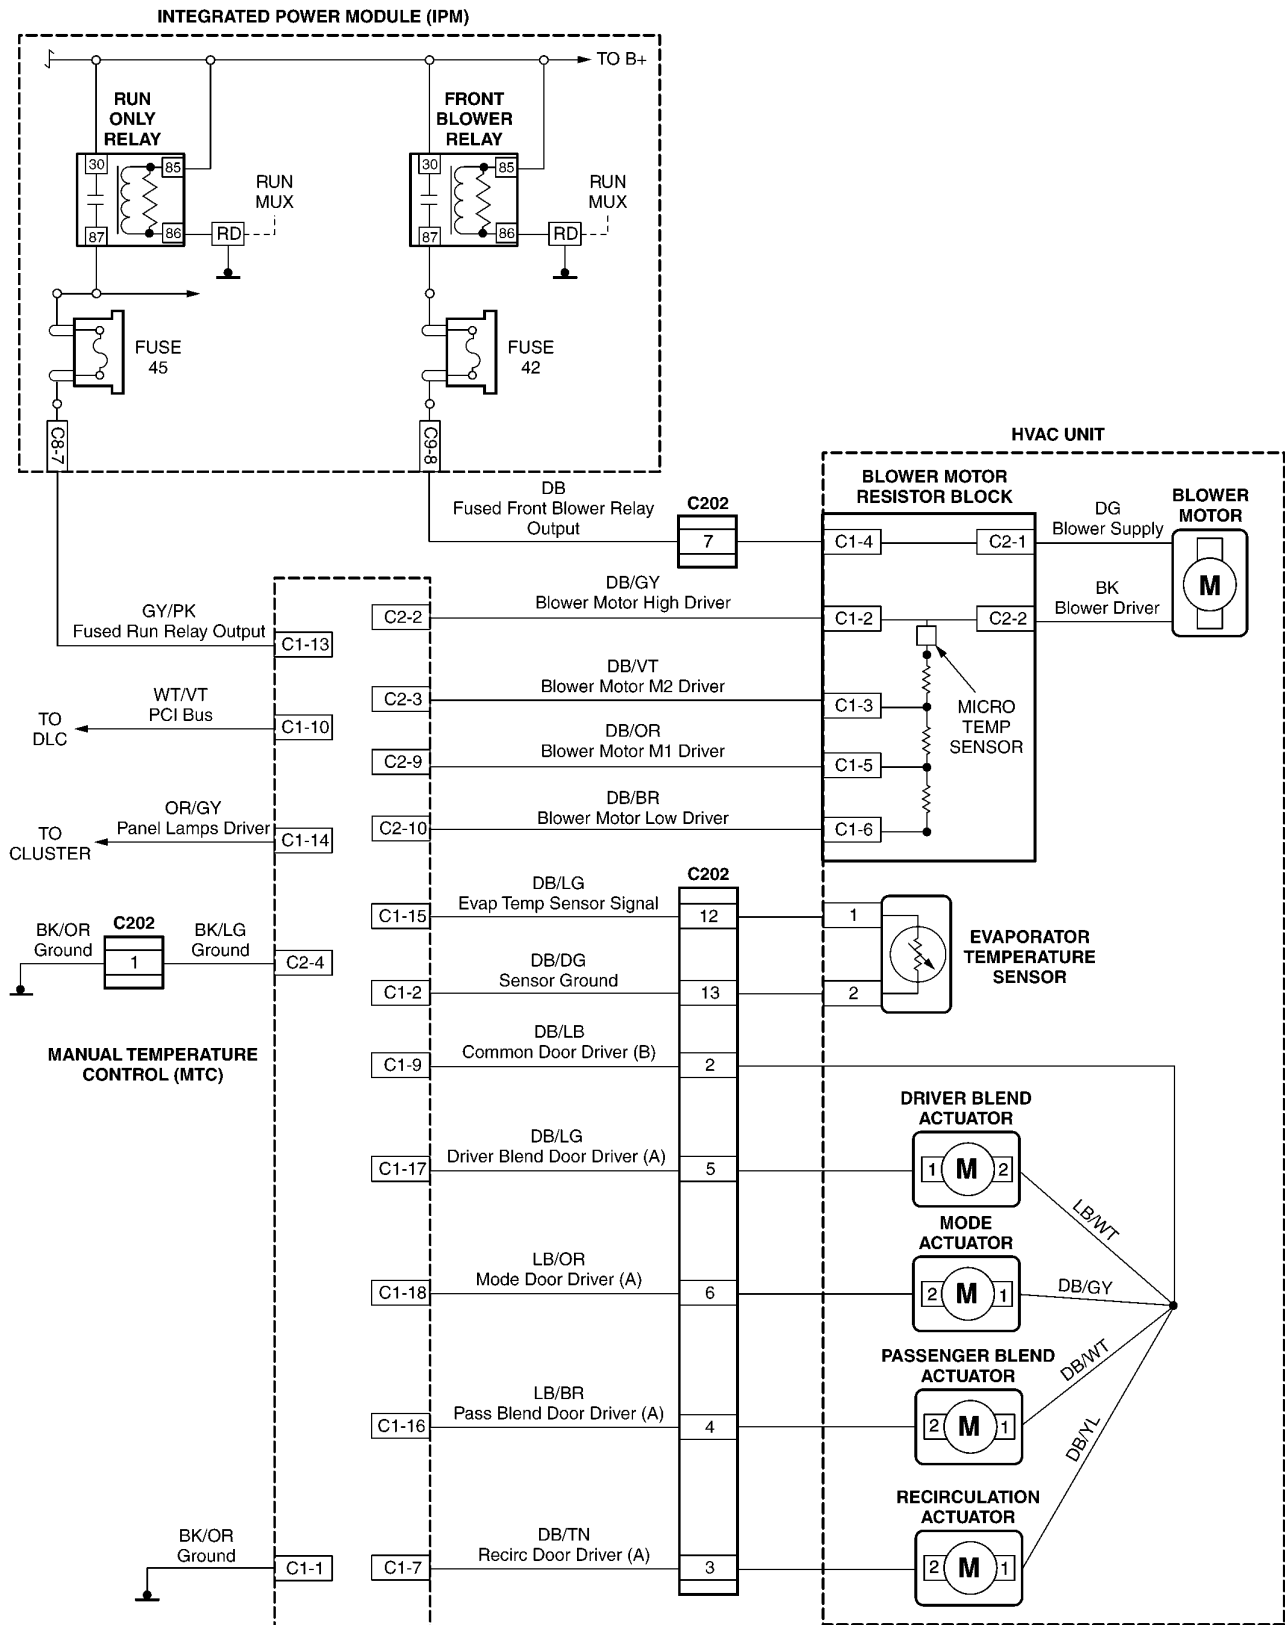 INTEGRATED POWER MODULE (IPM)
TO B+
RUN
ONLY
RELAY
FRONT
BLOWER
RELAY
30
85
RUN
MUX
87
86
RD
30
85
RUN
MUX
87
86
RD
FUSE
45
FUSE
42
C8-7
C9-8
HVAC UNIT
DB
Fused Front Blower Relay
Output
C202
7
BLOWER MOTOR
RESISTOR BLOCK
C1-4
C2-1
DG
Blower Supply
BLOWER
MOTOR
M
GY/PK
Fused Run Relay Output
C1-13
C2-2
DB/GY
Blower Motor High Driver
C1-2
C2-2
BK
Blower Driver
WT/VT
PCI Bus
TO
DLC
C1-10
C2-3
DB/VT
Blower Motor M2 Driver
C1-3
MICRO
TEMP
SENSOR
C2-9
DB/OR
Blower Motor M1 Driver
C1-5
OR/GY
Panel Lamps Driver
TO
CLUSTER
C1-14
C2-10
DB/BR
Blower Motor Low Driver
C1-6
C202
C1-15
DB/LG
Evap Temp Sensor Signal
12
1
EVAPORATOR
TEMPERATURE
SENSOR
BK/OR
Ground
C202
1
BK/LG
Ground
C2-4
C1-2
DB/DG
Sensor Ground
13
2
MANUAL TEMPERATURE
CONTROL (MTC)
C1-9
DB/LB
Common Door Driver (B)
2
DRIVER BLEND
ACTUATOR
C1-17
DB/LG
Driver Blend Door Driver (A)
5
1
M
2
LB/WT
MODE
ACTUATOR
C1-18
LB/OR
Mode Door Driver (A)
6
2
M
1
DB/GY
PASSENGER BLEND
ACTUATOR
C1-16
LB/BR
Pass Blend Door Driver (A)
4
2
M
1
DB/WT
RECIRCULATION
ACTUATOR
BK/OR
Ground
C1-1
C1-7
DB/TN
Recirc Door Driver (A)
3
2
M
1
DB/YL